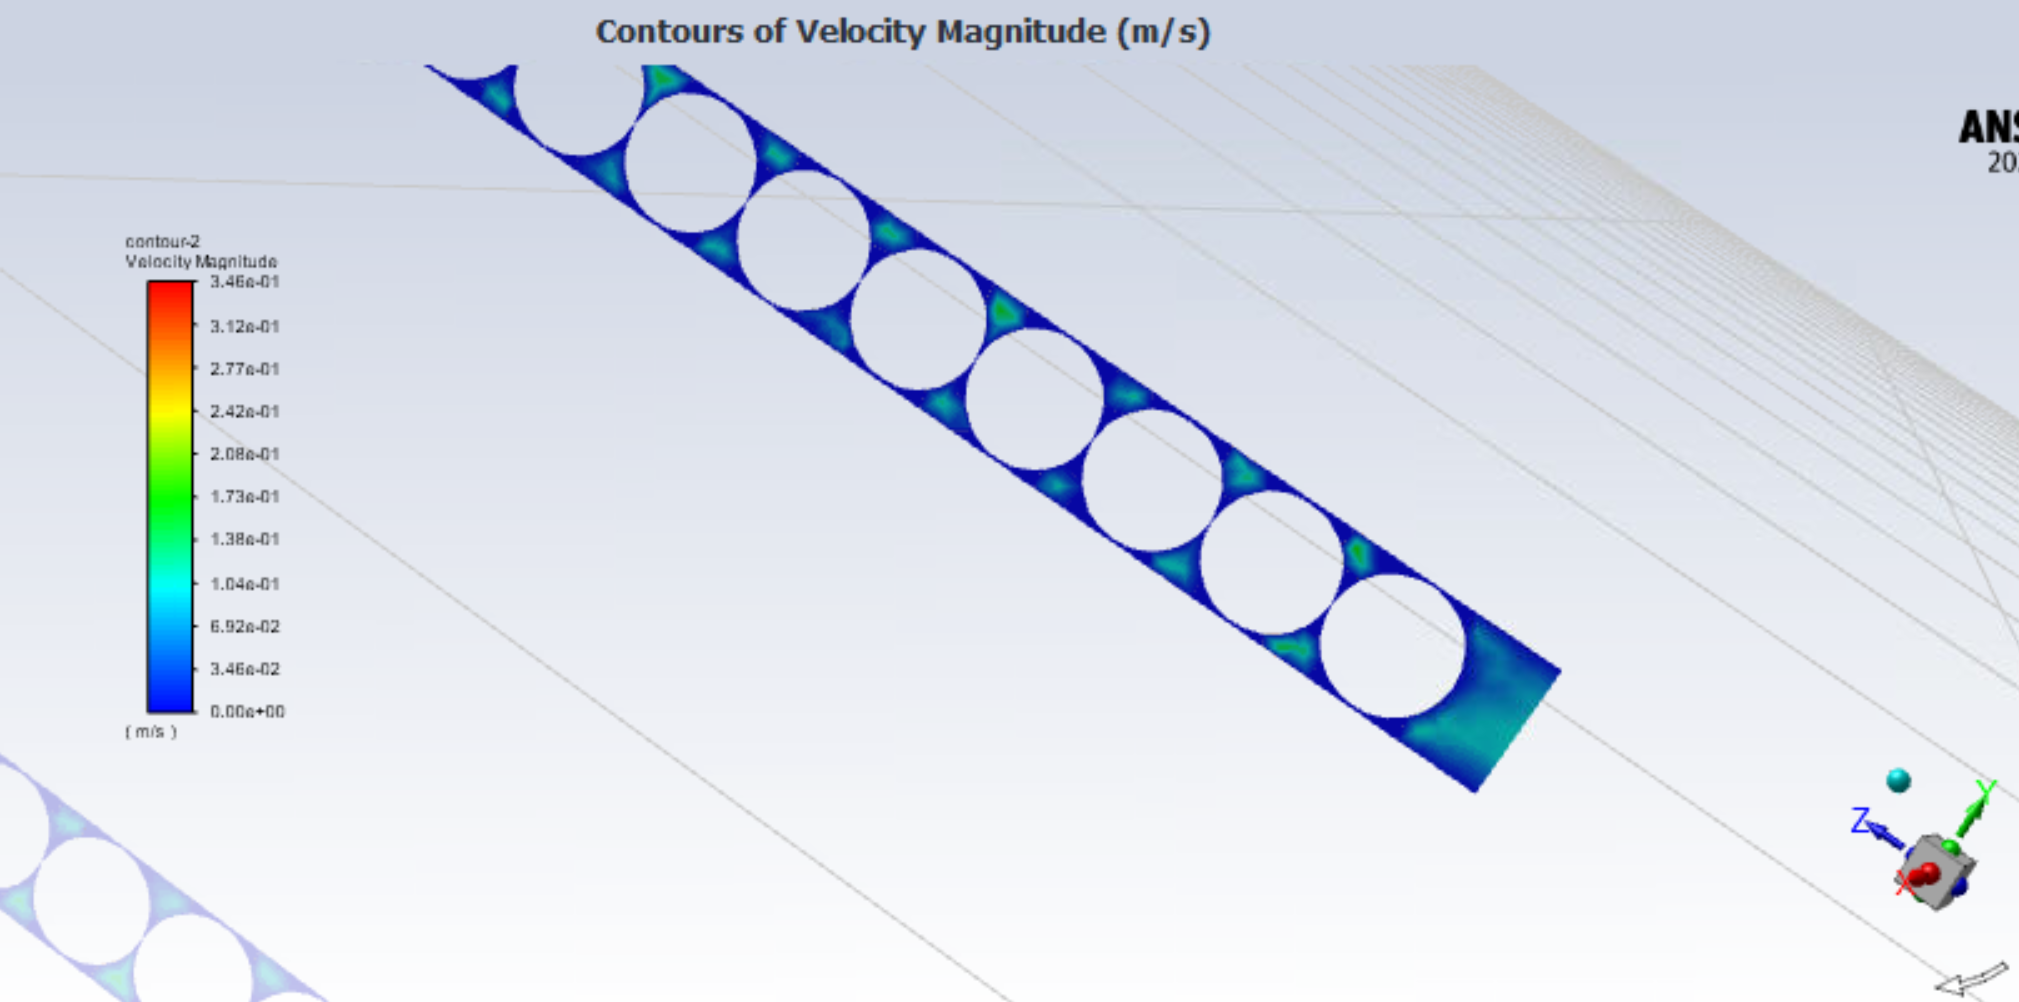 Contours of Velocity Magnitude (m/s)
ANS
20
contour-2
Velocity Magnitude
3.46e-01
3.12e-01
2.77e-01
2.42e-01
2.08e-01
1.73e-01
1.38e-01
1.04e-01
6.92e-02
3.46e-02
0.00e+00
( m/s )
Y
Z
X